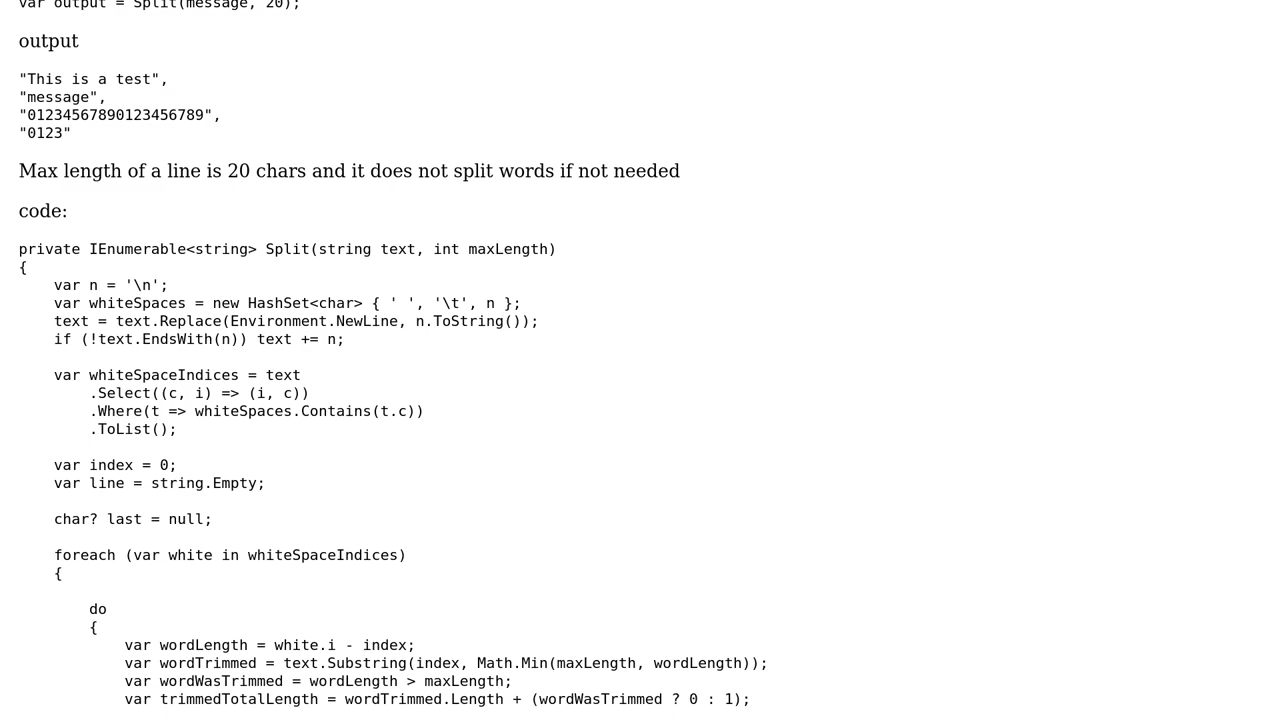 var output = Split(message, 20);
output
"This is a test",
"message",
"01234567890123456789",
"0123"
Max length of a line is 20 chars and it does not split words if not needed
code:
private IEnumerable<string> Split(string text, int maxLength)
{
    var n = '\n';
    var whiteSpaces = new HashSet<char> { ' ', '\t', n };
    text = text.Replace(Environment.NewLine, n.ToString());
    if (!text.EndsWith(n)) text += n;
    var whiteSpaceIndices = text
        .Select((c, i) => (i, c))
        .Where(t => whiteSpaces.Contains(t.c))
        .ToList();
    var index = 0;
    var line = string.Empty;
    char? last = null;
    foreach (var white in whiteSpaceIndices)
    {
        do
        {
            var wordLength = white.i - index;
            var wordTrimmed = text.Substring(index, Math.Min(maxLength, wordLength));
            var wordWasTrimmed = wordLength > maxLength;
            var trimmedTotalLength = wordTrimmed.Length + (wordWasTrimmed ? 0 : 1);